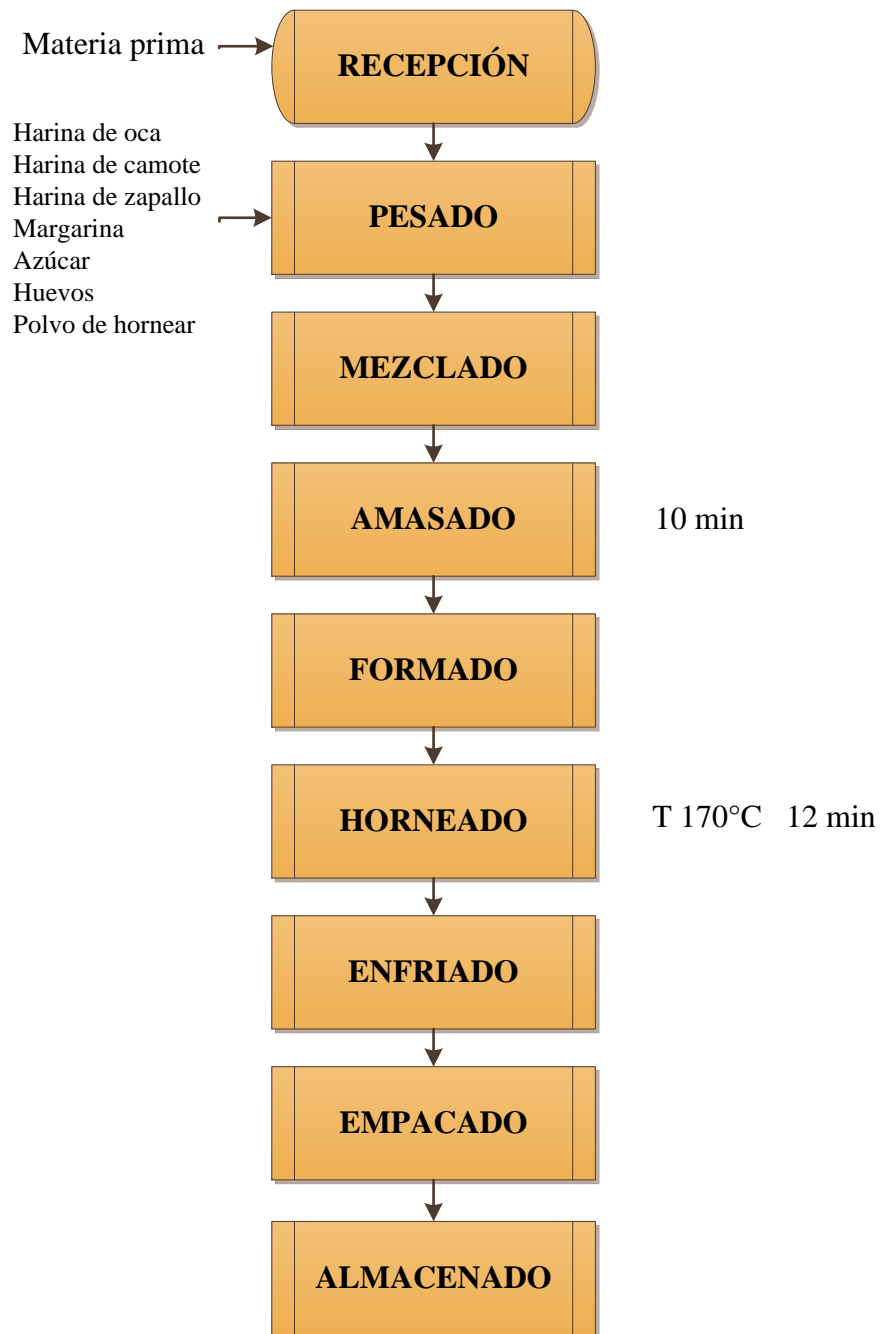 Materia prima
RECEPCIÓN
Harina de oca
Harina de camote
Harina de zapallo
Margarina
Azúcar
Huevos
Polvo de hornear
PESADO
MEZCLADO
AMASADO
10 min
FORMADO
HORNEADO
T 170°C 12 min
ENFRIADO
EMPACADO
ALMACENADO